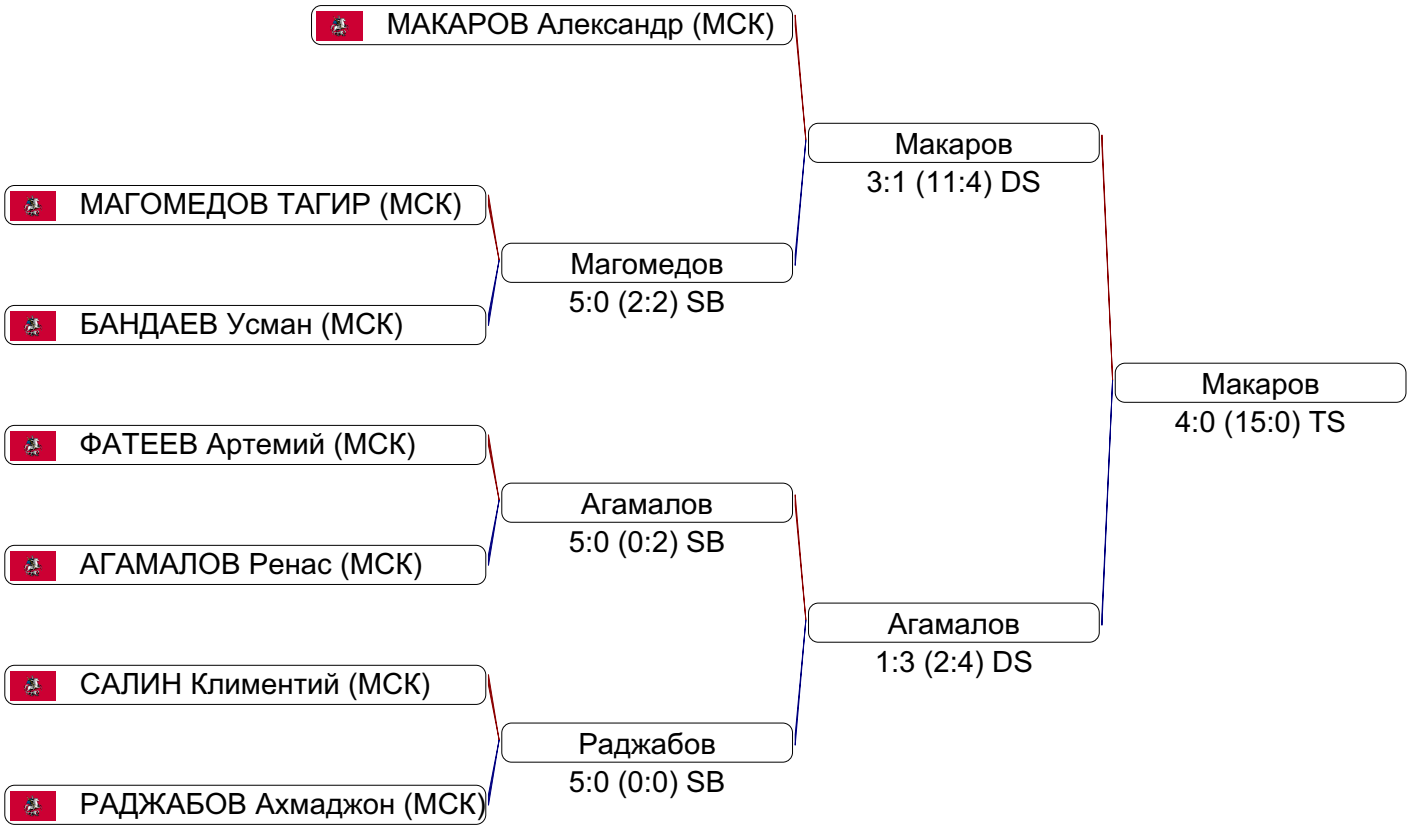 МАКАРОВ Александр (МСК)
Макаров
3:1 (11:4) DS
МАГОМЕДОВ ТАГИР (МСК)
Магомедов
5:0 (2:2) SB
БАНДАЕВ Усман (МСК)
Макаров
4:0 (15:0) TS
ФАТЕЕВ Артемий (МСК)
Агамалов
5:0 (0:2) SB
АГАМАЛОВ Ренас (МСК)
Агамалов
1:3 (2:4) DS
САЛИН Климентий (МСК)
Раджабов
5:0 (0:0) SB
РАДЖАБОВ Ахмаджон (МСК)